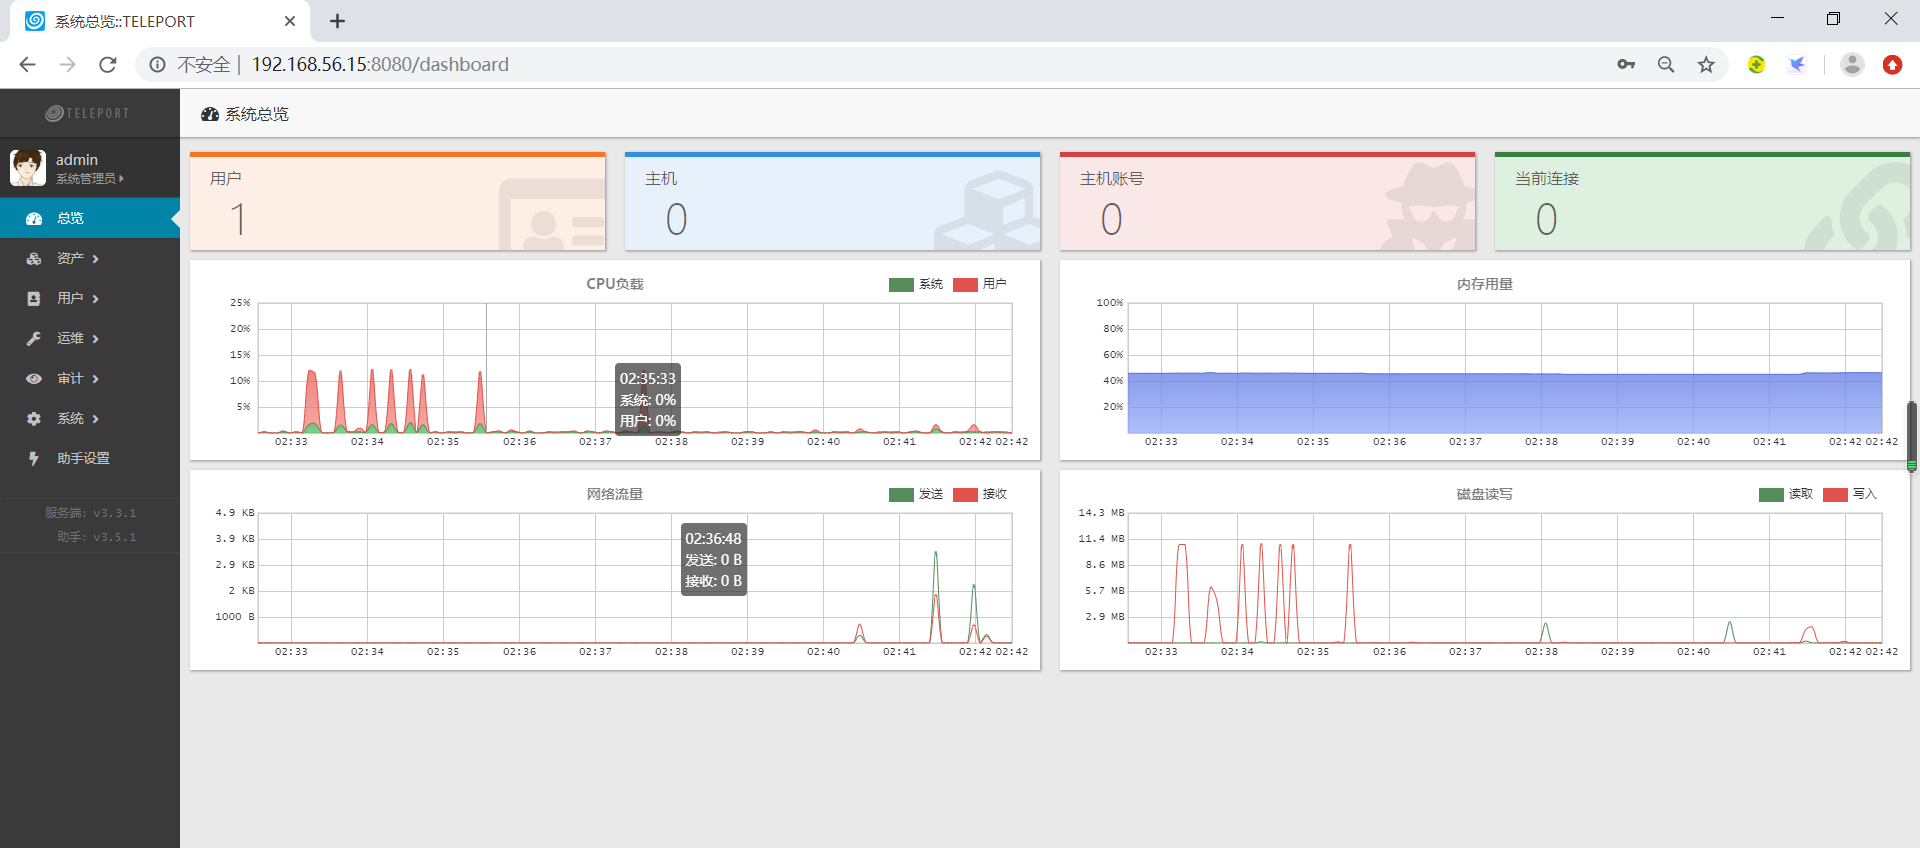 系统总览::TELEPORT
不安全 | 192.168.56.15:8080/dashboard
TELEPORT
系统总览
admin
系统管理员
总览
资产
用户
运维
审计
系统
助手设置
服务端: v3.3.1
助手: v3.5.1
用户
1
主机
0
主机账号
0
当前连接
0
CPU负载
系统 用户
25%
20%
15%
10%
5%
02:33 02:34 02:35 02:36 02:37 02:38 02:39 02:40 02:41 02:42 02:42
02:35:33
系统: 0%
用户: 0%
内存用量
100%
80%
60%
40%
20%
02:33 02:34 02:35 02:36 02:37 02:38 02:39 02:40 02:41 02:42 02:42
网络流量
发送 接收
4.9 KB
3.9 KB
2.9 KB
2 KB
1000 B
02:33 02:34 02:35 02:36 02:37 02:38 02:39 02:40 02:41 02:42 02:42
02:36:48
发送: 0 B
接收: 0 B
磁盘读写
读取 写入
14.3 MB
11.4 MB
8.6 MB
5.7 MB
2.9 MB
02:33 02:34 02:35 02:36 02:37 02:38 02:39 02:40 02:41 02:42 02:42